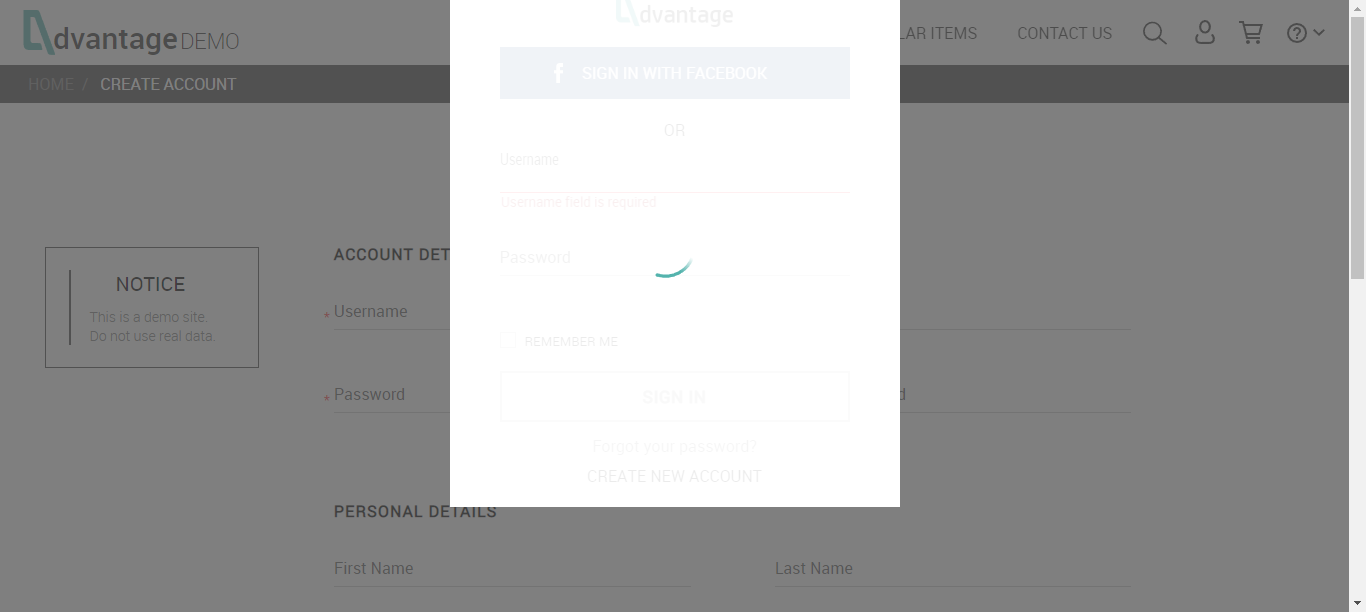 dvantage DEMO
dvantage
LAR ITEMS
CONTACT US
HOME / CREATE ACCOUNT
SIGN IN WITH FACEBOOK
OR
Username
Username field is required
Password
REMEMBER ME
SIGN IN
Forgot your password?
CREATE NEW ACCOUNT
NOTICE
This is a demo site.
Do not use real data.
ACCOUNT DET
Username
Password
d
PERSONAL DETAILS
First Name
Last Name